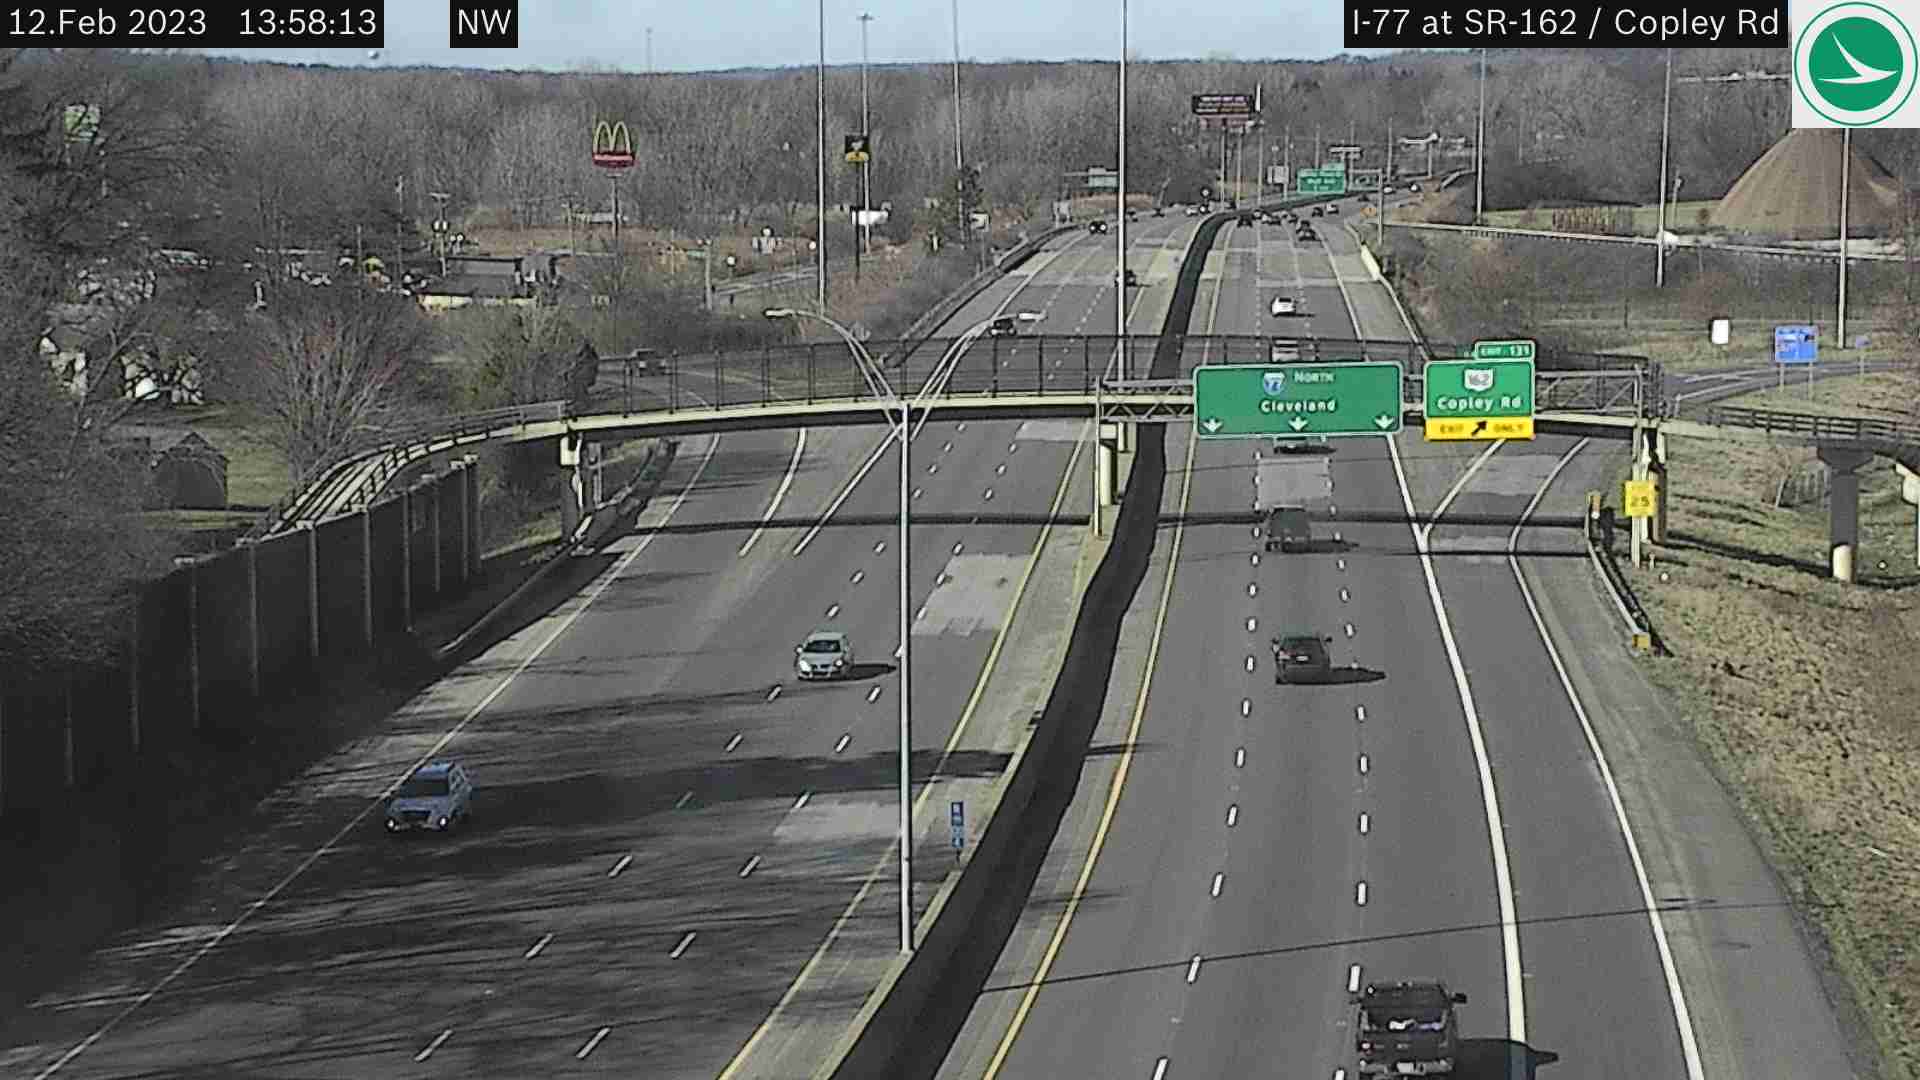 12.Feb 2023 13:58:13
NW
I-77 at SR-162 / Copley Rd
EXIT 131
77 NORTH
Cleveland
162
Copley Rd
EXIT ONLY
25